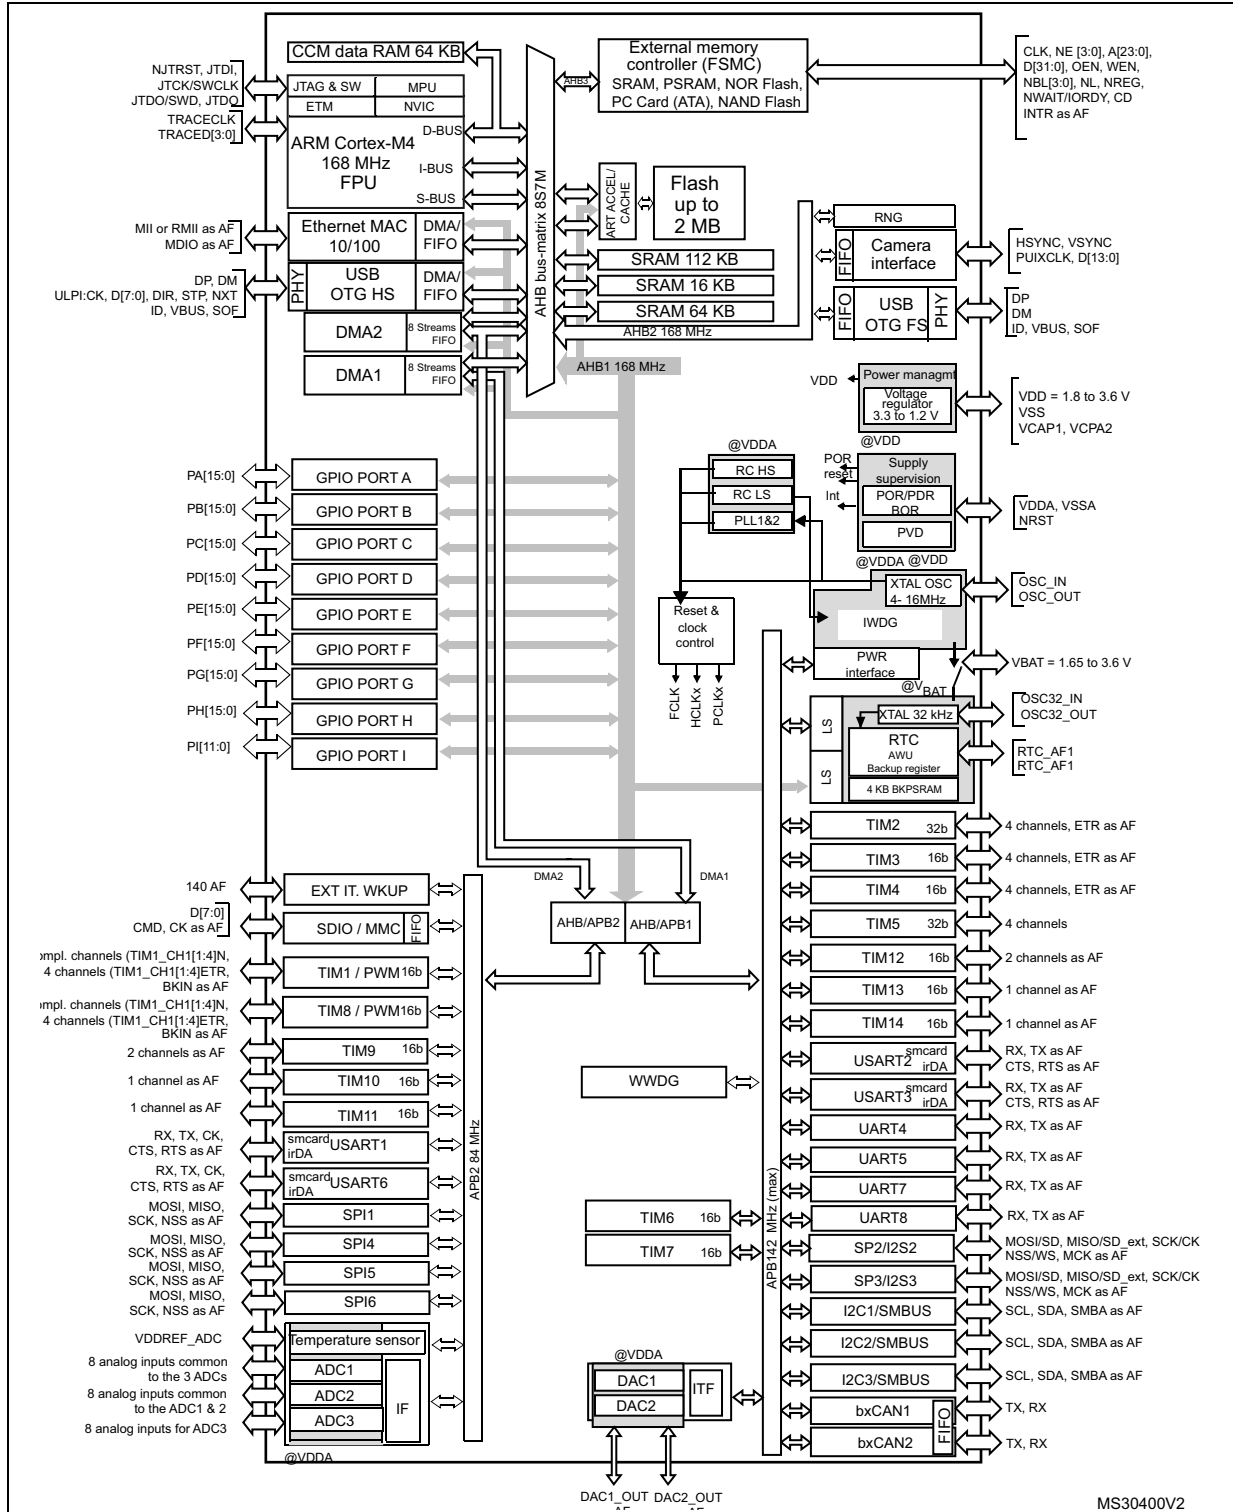 CCM data RAM 64 KB
External memory
controller (FSMC)
SRAM, PSRAM, NOR Flash,
PC Card (ATA), NAND Flash
AHB3
CLK, NE [3:0], A[23:0],
D[31:0], OEN, WEN,
NBL[3:0], NL, NREG,
NWAIT/IORDY, CD
INTR as AF
NJTRST, JTDI,
JTCK/SWCLK
JTDO/SWD, JTDO
TRACECLK
TRACED[3:0]
JTAG & SW
MPU
ETM
NVIC
ARM Cortex-M4
168 MHz
FPU
D-BUS
I-BUS
S-BUS
AHB bus-matrix 8S7M
ART ACCEL/
CACHE
Flash
up to
2 MB
SRAM 112 KB
SRAM 16 KB
SRAM 64 KB
AHB2 168 MHz
AHB1 168 MHz
MII or RMII as AF
MDIO as AF
Ethernet MAC
10/100
DMA/
FIFO
DP, DM
ULPI:CK, D[7:0], DIR, STP, NXT
ID, VBUS, SOF
PHY
USB
OTG HS
DMA/
FIFO
DMA2
8 Streams
FIFO
DMA1
8 Streams
FIFO
RNG
FIFO
Camera
interface
HSYNC, VSYNC
PUIXCLK, D[13:0]
FIFO
USB
OTG FS
PHY
DP
DM
ID, VBUS, SOF
VDD
Power managmt
Voltage
regulator
3.3 to 1.2 V
@VDD
VDD = 1.8 to 3.6 V
VSS
VCAP1, VCPA2
@VDDA
RC HS
RC LS
PLL1&2
POR
reset
Int
Supply
supervision
POR/PDR
BOR
PVD
VDDA, VSSA
NRST
@VDDA @VDD
XTAL OSC
4- 16MHz
OSC_IN
OSC_OUT
IWDG
Reset &
clock
control
FCLK
HCLKx
PCLKx
PWR
interface
VBAT = 1.65 to 3.6 V
@VBAT
LS
LS
XTAL 32 kHz
OSC32_IN
OSC32_OUT
RTC
AWU
Backup register
4 KB BKPSRAM
RTC_AF1
RTC_AF1
PA[15:0]
GPIO PORT A
PB[15:0]
GPIO PORT B
PC[15:0]
GPIO PORT C
PD[15:0]
GPIO PORT D
PE[15:0]
GPIO PORT E
PF[15:0]
GPIO PORT F
PG[15:0]
GPIO PORT G
PH[15:0]
GPIO PORT H
PI[11:0]
GPIO PORT I
DMA2
DMA1
AHB/APB2
AHB/APB1
140 AF
EXT IT. WKUP
D[7:0]
CMD, CK as AF
SDIO / MMC
FIFO
ompl. channels (TIM1_CH1[1:4]N,
4 channels (TIM1_CH1[1:4]ETR,
BKIN as AF
TIM1 / PWM 16b
ompl. channels (TIM1_CH1[1:4]N,
4 channels (TIM1_CH1[1:4]ETR,
BKIN as AF
TIM8 / PWM 16b
2 channels as AF
TIM9 16b
1 channel as AF
TIM10 16b
1 channel as AF
TIM11 16b
RX, TX, CK,
CTS, RTS as AF
smcard
irDA
USART1
RX, TX, CK,
CTS, RTS as AF
smcard
irDA
USART6
MOSI, MISO,
SCK, NSS as AF
SPI1
MOSI, MISO,
SCK, NSS as AF
SPI4
MOSI, MISO,
SCK, NSS as AF
SPI5
MOSI, MISO,
SCK, NSS as AF
SPI6
VDDREF_ADC
Temperature sensor
8 analog inputs common
to the 3 ADCs
ADC1
8 analog inputs common
to the ADC1 & 2
ADC2
8 analog inputs for ADC3
ADC3
IF
@VDDA
APB2 84 MHz
WWDG
TIM6 16b
TIM7 16b
@VDDA
DAC1
DAC2
ITF
DAC1_OUT
AF
DAC2_OUT
AF
APB142 MHz (max)
TIM2 32b
4 channels, ETR as AF
TIM3 16b
4 channels, ETR as AF
TIM4 16b
4 channels, ETR as AF
TIM5 32b
4 channels
TIM12 16b
2 channels as AF
TIM13 16b
1 channel as AF
TIM14 16b
1 channel as AF
USART2
smcard
irDA
RX, TX as AF
CTS, RTS as AF
USART3
smcard
irDA
RX, TX as AF
CTS, RTS as AF
UART4
RX, TX as AF
UART5
RX, TX as AF
UART7
RX, TX as AF
UART8
RX, TX as AF
SP2/I2S2
MOSI/SD, MISO/SD_ext, SCK/CK
NSS/WS, MCK as AF
SP3/I2S3
MOSI/SD, MISO/SD_ext, SCK/CK
NSS/WS, MCK as AF
I2C1/SMBUS
SCL, SDA, SMBA as AF
I2C2/SMBUS
SCL, SDA, SMBA as AF
I2C3/SMBUS
SCL, SDA, SMBA as AF
bxCAN1
TX, RX
bxCAN2
TX, RX
FIFO
MS30400V2